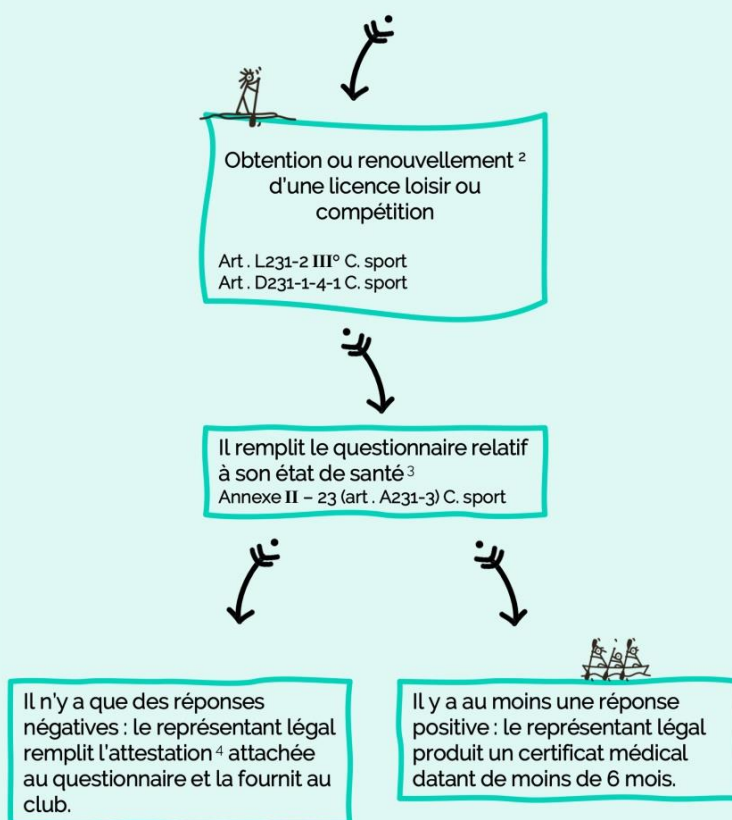 Obtention ou renouvellement ²
d'une licence loisir ou
compétition
Art . L231-2 III° C. sport
Art . D231-1-4-1 C. sport
Il remplit le questionnaire relatif
à son état de santé ³
Annexe II – 23 (art . A231-3) C. sport
Il n'y a que des réponses
négatives : le représentant légal
remplit l'attestation ⁴ attachée
au questionnaire et la fournit au
club.
Il y a au moins une réponse
positive : le représentant légal
produit un certificat médical
datant de moins de 6 mois.